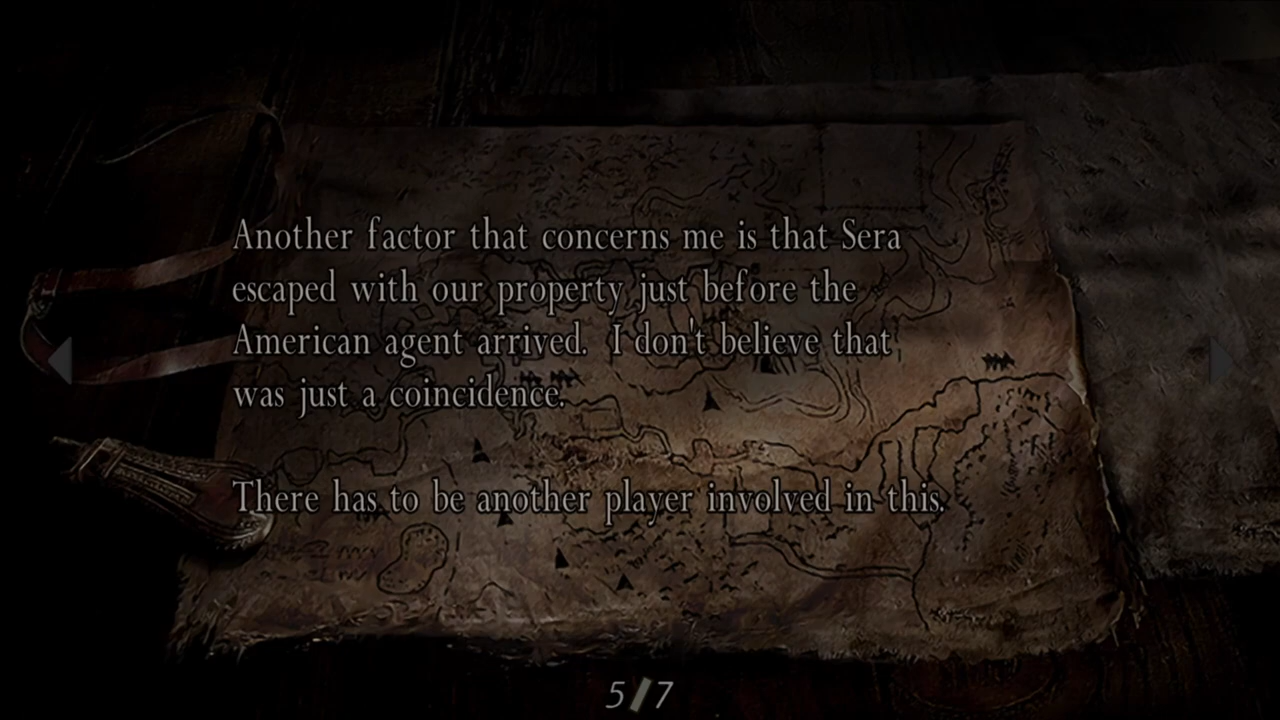 Another factor that concerns me is that Sera
escaped with our property just before the
American agent arrived.  I don't believe that
was just a coincidence.
There has to be another player involved in this.
5/7